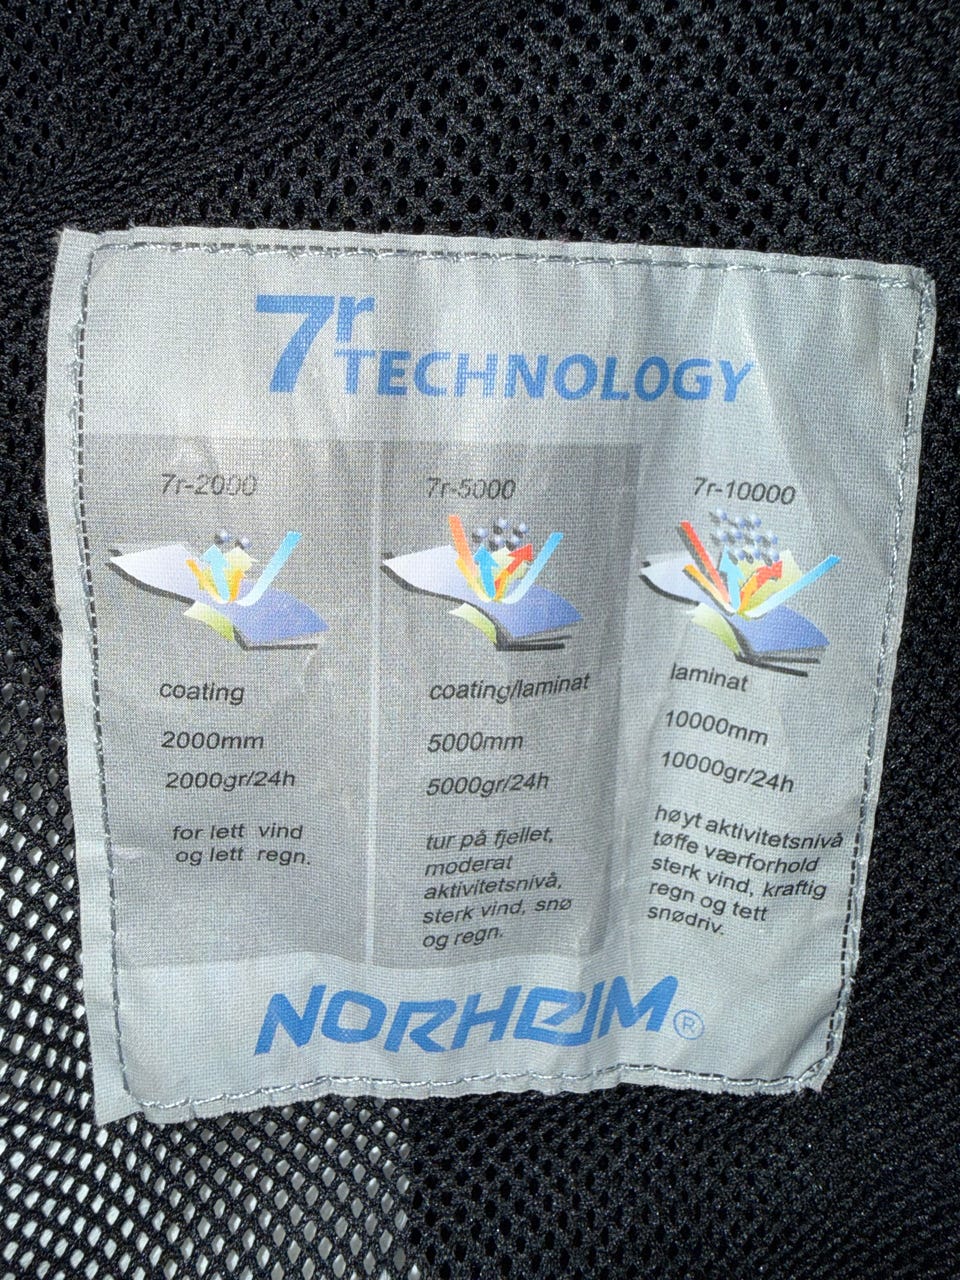 7r TECHNOLOGY
7r-2000
coating
2000mm
2000gr/24h
for lett vind
og lett regn.
7r-5000
coating/laminat
5000mm
5000gr/24h
tur på fjellet,
moderat
aktivitetsnivå,
sterk vind, snø
og regn.
7r-10000
laminat
10000mm
10000gr/24h
høyt aktivitetsnivå
tøffe værforhold
sterk vind, kraftig
regn og tett
snødriv.
NORHEIM®